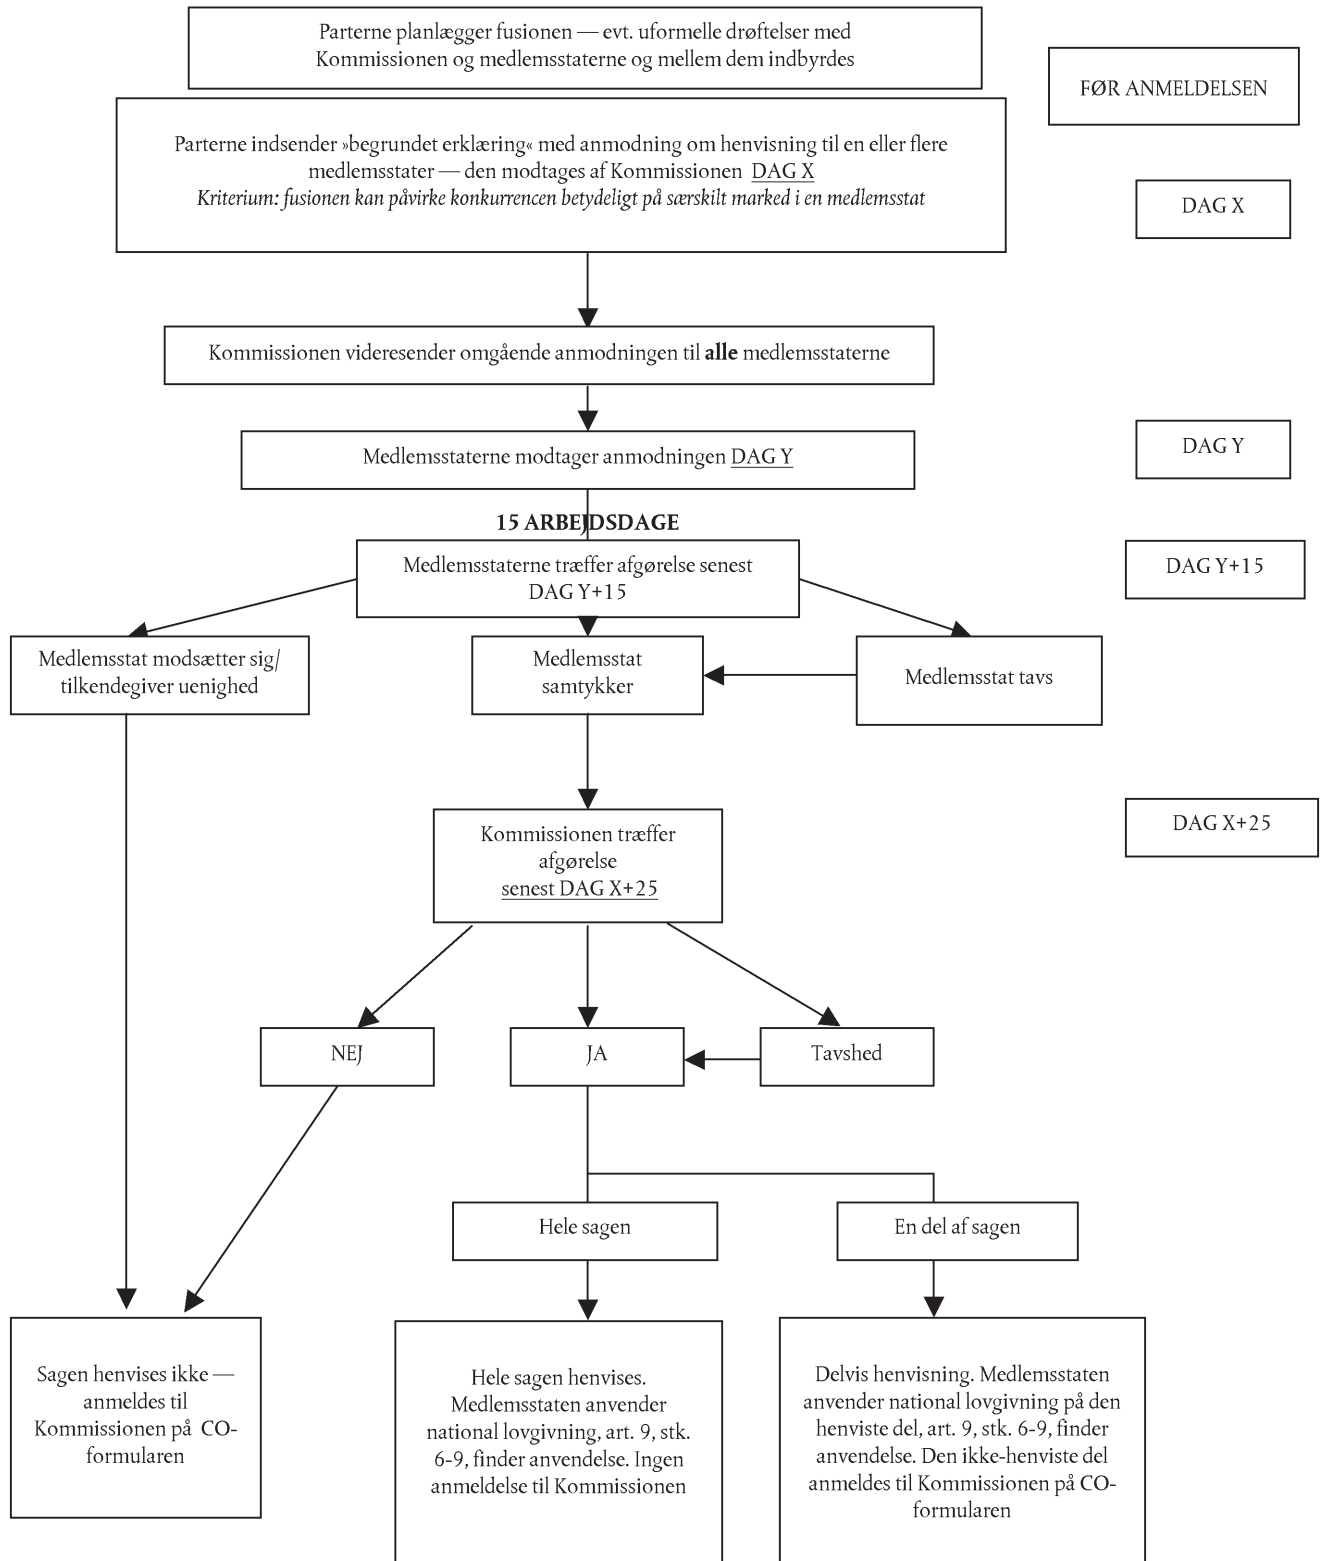 Parterne planlægger fusionen — evt. uformelle drøftelser med
Kommissionen og medlemsstaterne og mellem dem indbyrdes
FØR ANMELDELSEN
Parterne indsender »begrundet erklæring« med anmodning om henvisning til en eller flere
medlemsstater — den modtages af Kommissionen DAG X
Kriterium: fusionen kan påvirke konkurrencen betydeligt på særskilt marked i en medlemsstat
DAG X
Kommissionen videresender omgående anmodningen til alle medlemsstaterne
Medlemsstaterne modtager anmodningen DAG Y
DAG Y
15 ARBEJDSDAGE
Medlemsstaterne træffer afgørelse senest
DAG Y+15
DAG Y+15
Medlemsstat modsætter sig/
tilkendegiver uenighed
Medlemsstat
samtykker
Medlemsstat tavs
Kommissionen træffer
afgørelse
senest DAG X+25
DAG X+25
NEJ
JA
Tavshed
Hele sagen
En del af sagen
Sagen henvises ikke —
anmeldes til
Kommissionen på CO-
formularen
Hele sagen henvises.
Medlemsstaten anvender
national lovgivning, art. 9, stk.
6-9, finder anvendelse. Ingen
anmeldelse til Kommissionen
Delvis henvisning. Medlemsstaten
anvender national lovgivning på den
henviste del, art. 9, stk. 6-9, finder
anvendelse. Den ikke-henviste del
anmeldes til Kommissionen på CO-
formularen